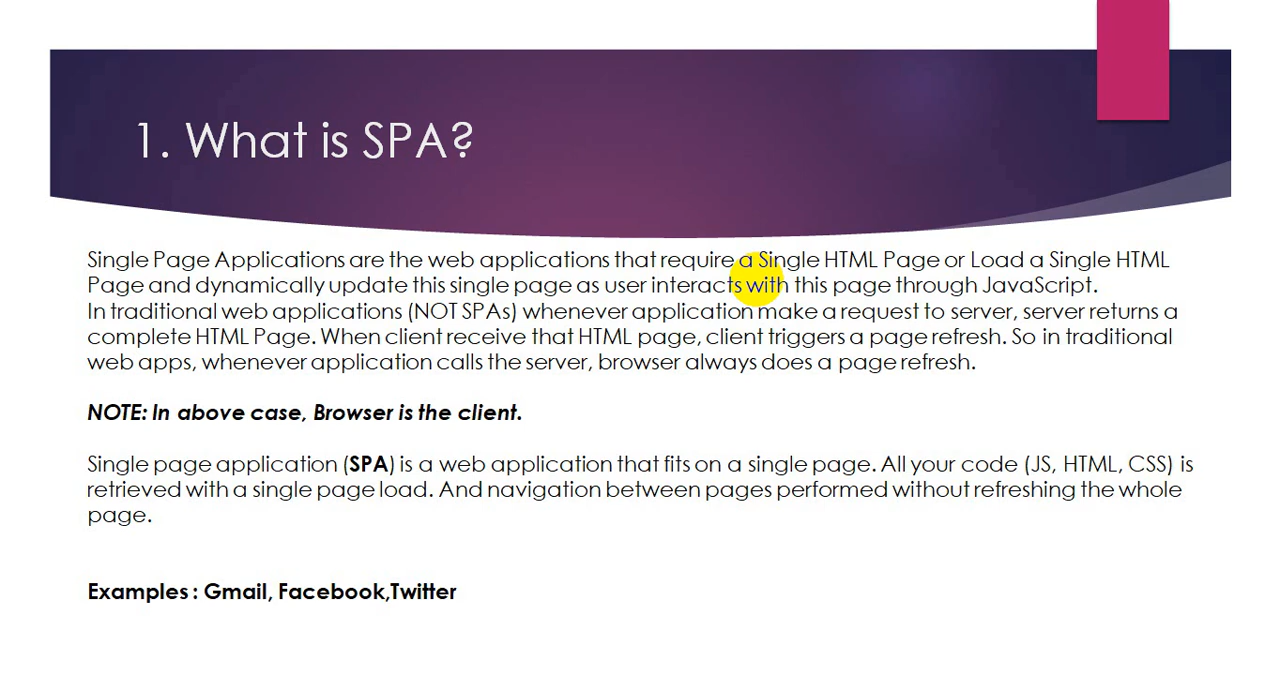 1. What is SPA?
Single Page Applications are the web applications that require a Single HTML Page or Load a Single HTML
Page and dynamically update this single page as user interacts with this page through JavaScript.
In traditional web applications (NOT SPAs) whenever application make a request to server, server returns a
complete HTML Page. When client receive that HTML page, client triggers a page refresh. So in traditional
web apps, whenever application calls the server, browser always does a page refresh.
NOTE: In above case, Browser is the client.
Single page application (SPA) is a web application that fits on a single page. All your code (JS, HTML, CSS) is
retrieved with a single page load. And navigation between pages performed without refreshing the whole
page.
Examples : Gmail, Facebook,Twitter